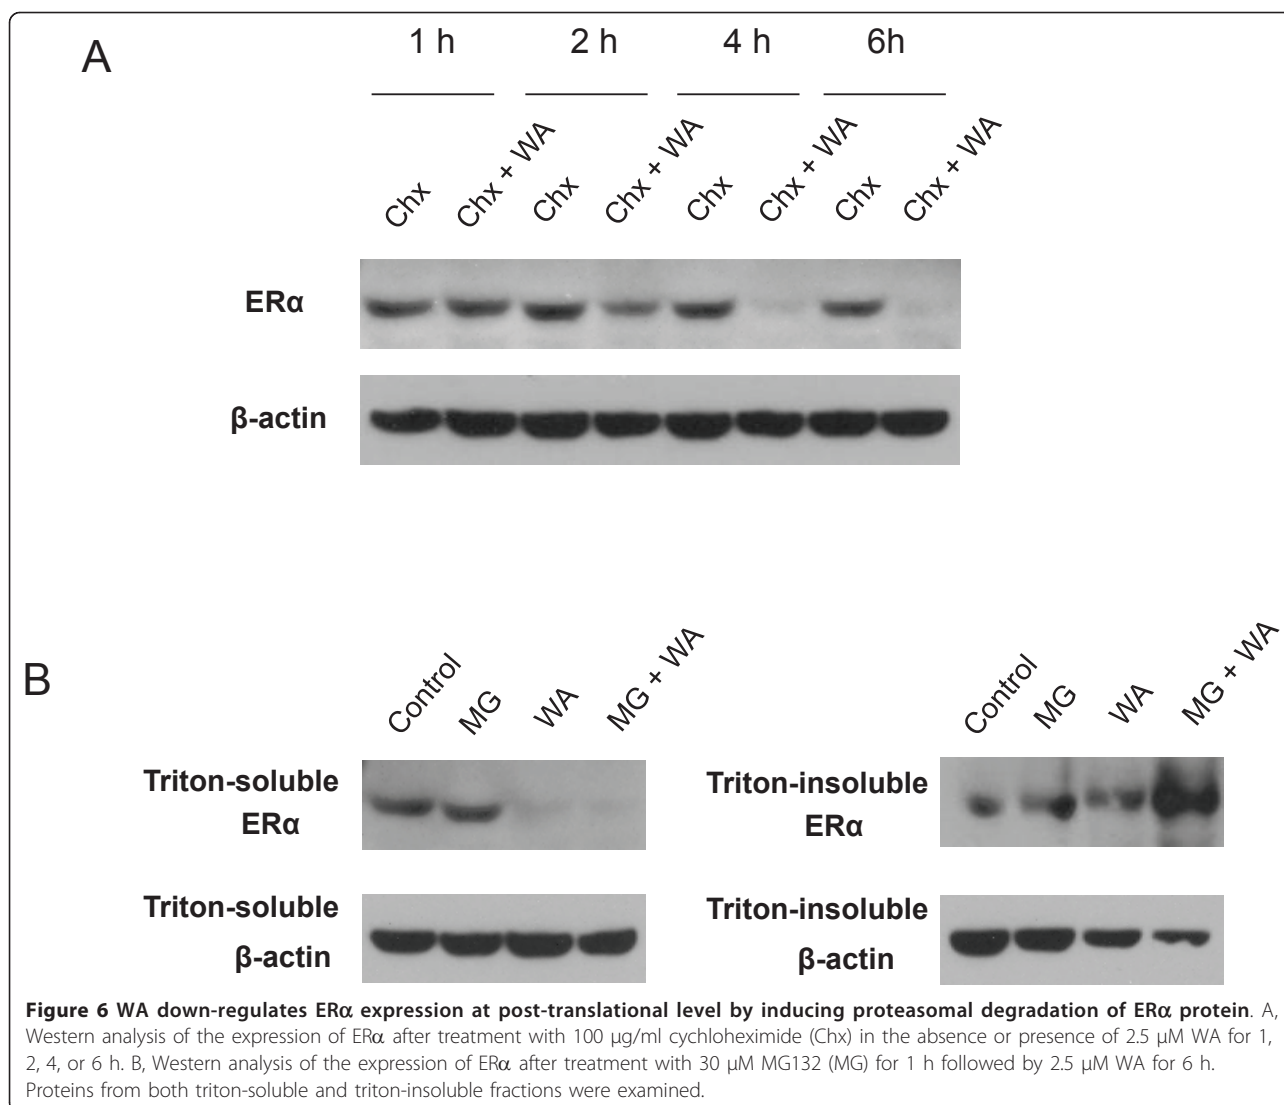 A
1 h 2 h 4 h 6h
Chx Chx + WA Chx Chx + WA Chx Chx + WA Chx Chx + WA
ERα
β-actin
B
Control MG WA MG + WA
Triton-soluble
ERα
Triton-soluble
β-actin
Control MG WA MG + WA
Triton-insoluble
ERα
Triton-insoluble
β-actin
Figure 6 WA down-regulates ERα expression at post-translational level by inducing proteasomal degradation of ERα protein. A,
Western analysis of the expression of ERα after treatment with 100 μg/ml cychloheximide (Chx) in the absence or presence of 2.5 μM WA for 1,
2, 4, or 6 h. B, Western analysis of the expression of ERα after treatment with 30 μM MG132 (MG) for 1 h followed by 2.5 μM WA for 6 h.
Proteins from both triton-soluble and triton-insoluble fractions were examined.